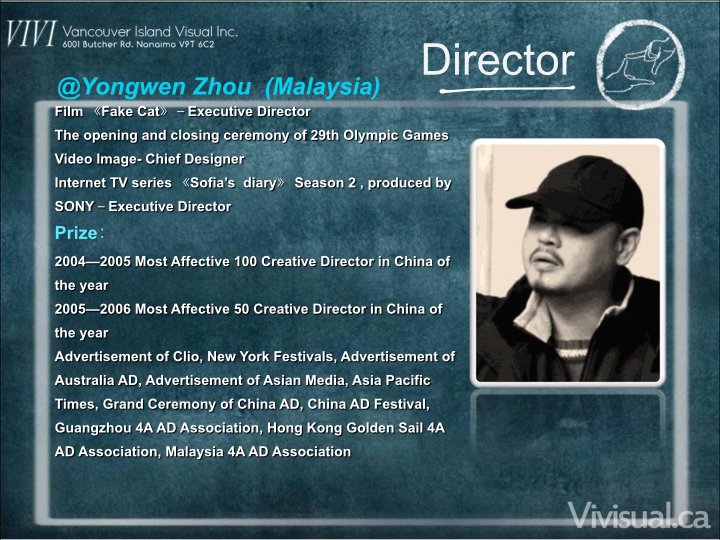 VIVI Vancouver Island Visual Inc.
6001 Butcher Rd. Nanaimo V9T 6C2
Director
@Yongwen Zhou (Malaysia)
Film 《Fake Cat》 – Executive Director
The opening and closing ceremony of 29th Olympic Games
Video Image- Chief Designer
Internet TV series 《Sofia's diary》 Season 2 , produced by
SONY – Executive Director
Prize：
2004—2005 Most Affective 100 Creative Director in China of
the year
2005—2006 Most Affective 50 Creative Director in China of
the year
Advertisement of Clio, New York Festivals, Advertisement of
Australia AD, Advertisement of Asian Media, Asia Pacific
Times, Grand Ceremony of China AD, China AD Festival,
Guangzhou 4A AD Association, Hong Kong Golden Sail 4A
AD Association, Malaysia 4A AD Association
Vivisual.ca